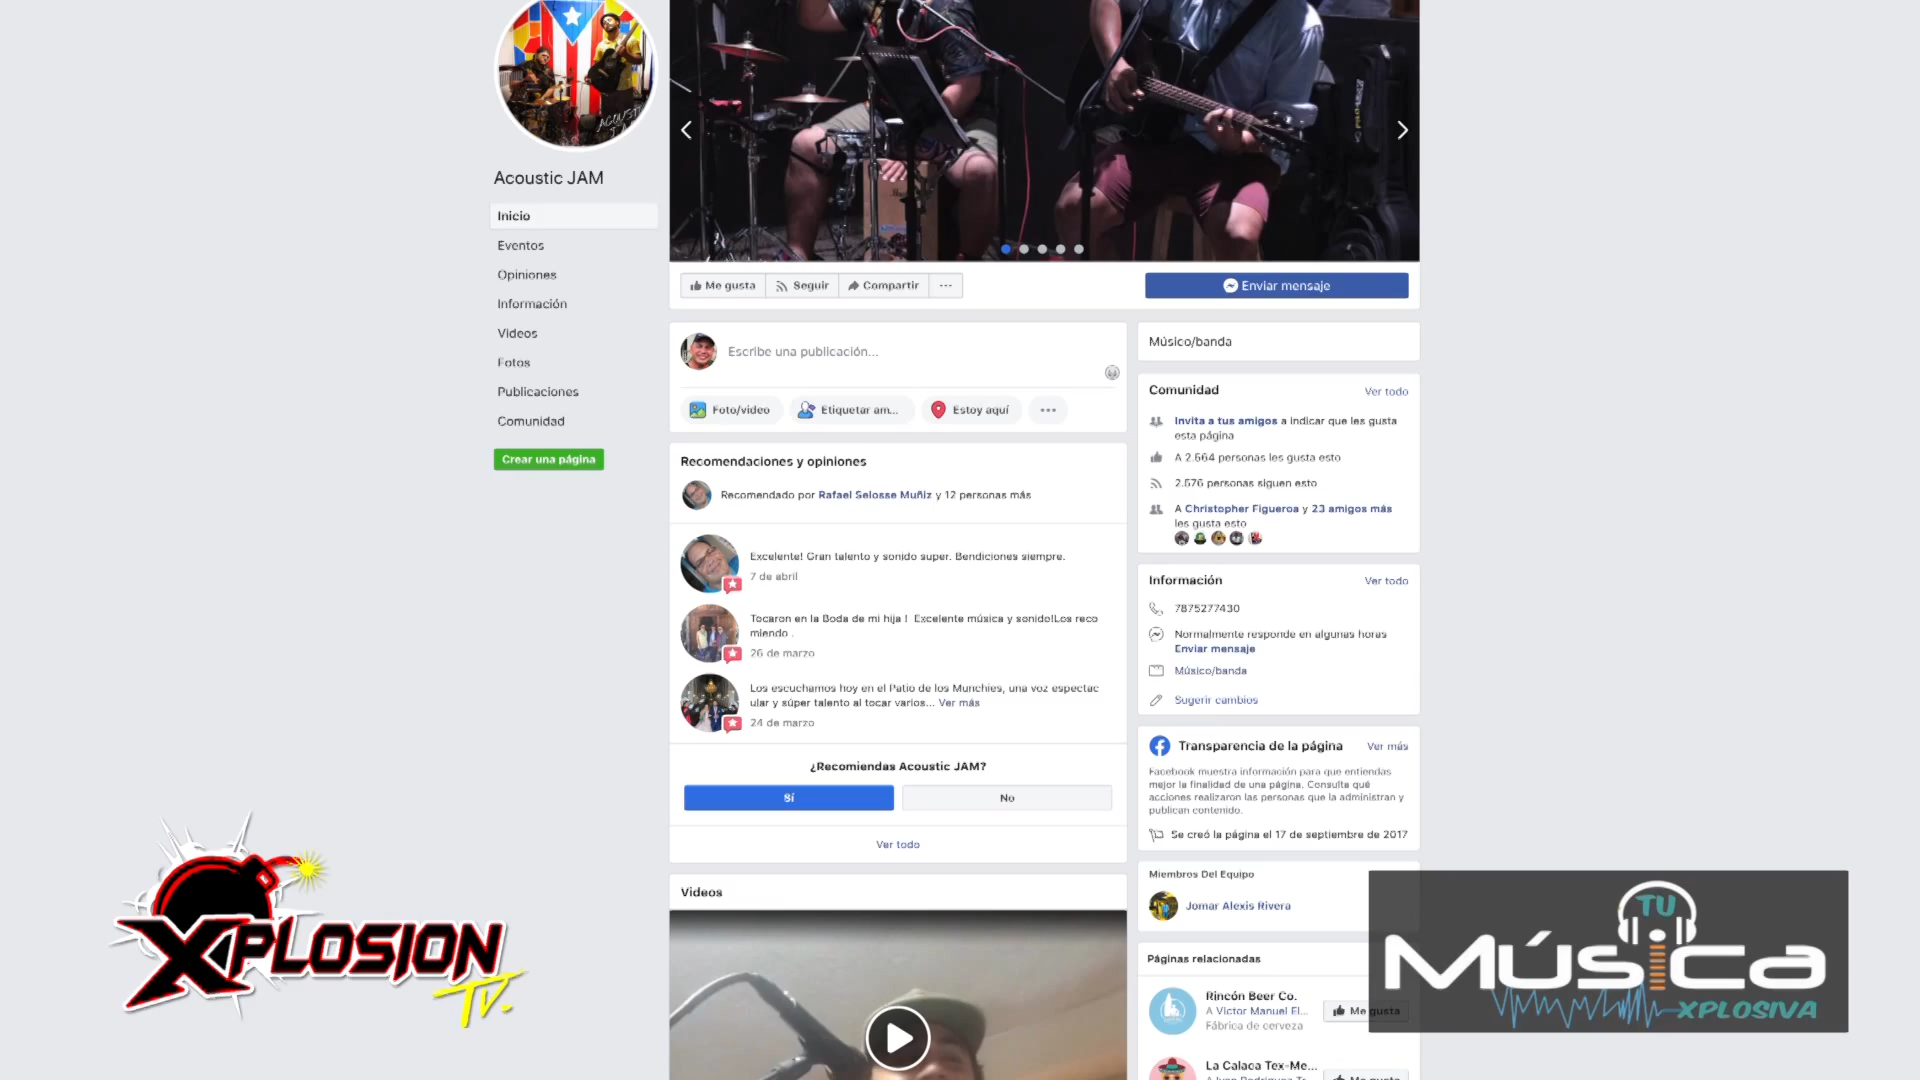 Acoustic JAM
Inicio
Eventos
Opiniones
Información
Videos
Fotos
Publicaciones
Comunidad
Crear una página
Me gusta
Seguir
Compartir
Enviar mensaje
Escribe una publicación...
Foto/video
Etiquetar am...
Estoy aquí
Recomendaciones y opiniones
Recomendado por Rafael Selosse Muñiz y 12 personas más
Excelente! Gran talento y sonido super. Bendiciones siempre.
7 de abril
Tocaron en la Boda de mi hija ! Excelente música y sonido!Los reco
miendo .
26 de marzo
Los escuchamos hoy en el Patio de los Munchies, una voz espectac
ular y súper talento al tocar varios... Ver más
24 de marzo
¿Recomiendas Acoustic JAM?
Sí
No
Ver todo
Videos
Músico/banda
Comunidad
Ver todo
Invita a tus amigos a indicar que les gusta
esta página
A 2.564 personas les gusta esto
2.576 personas siguen esto
A Christopher Figueroa y 23 amigos más
les gusta esto
Información
Ver todo
7875277430
Normalmente responde en algunas horas
Enviar mensaje
Músico/banda
Sugerir cambios
Transparencia de la página
Ver más
Facebook muestra información para que entiendas
mejor la finalidad de una página. Consulta qué
acciones realizaron las personas que la administran y
publican contenido.
Se creó la página el 17 de septiembre de 2017
Miembros Del Equipo
Jomar Alexis Rivera
Páginas relacionadas
Rincón Beer Co.
A Victor Manuel El...
Fábrica de cerveza
Me gusta
La Calaca Tex-Me...
Me gusta
XPLOSION
TV.
TU
Música
XPLOSIVA